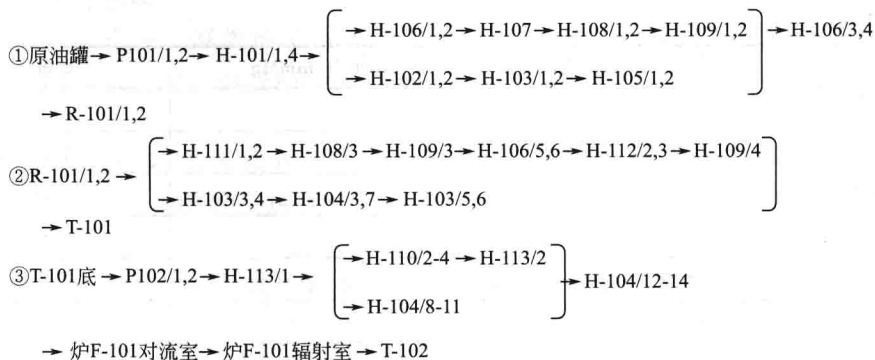 → H-106/1,2 → H-107 → H-108/1,2 → H-109/1,2
①原油罐 → P101/1,2 → H-101/1,4 → → H-106/3,4
→ H-102/1,2 → H-103/1,2 → H-105/1,2
→ R-101/1,2
→ H-111/1,2 → H-108/3 → H-109/3 → H-106/5,6 → H-112/2,3 → H-109/4
②R-101/1,2 →
→ H-103/3,4 → H-104/3,7 → H-103/5,6
→ T-101
→ H-110/2-4 → H-113/2
③T-101底 → P102/1,2 → H-113/1 → → H-104/12-14
→ H-104/8-11
→ 炉F-101对流室 → 炉F-101辐射室 → T-102